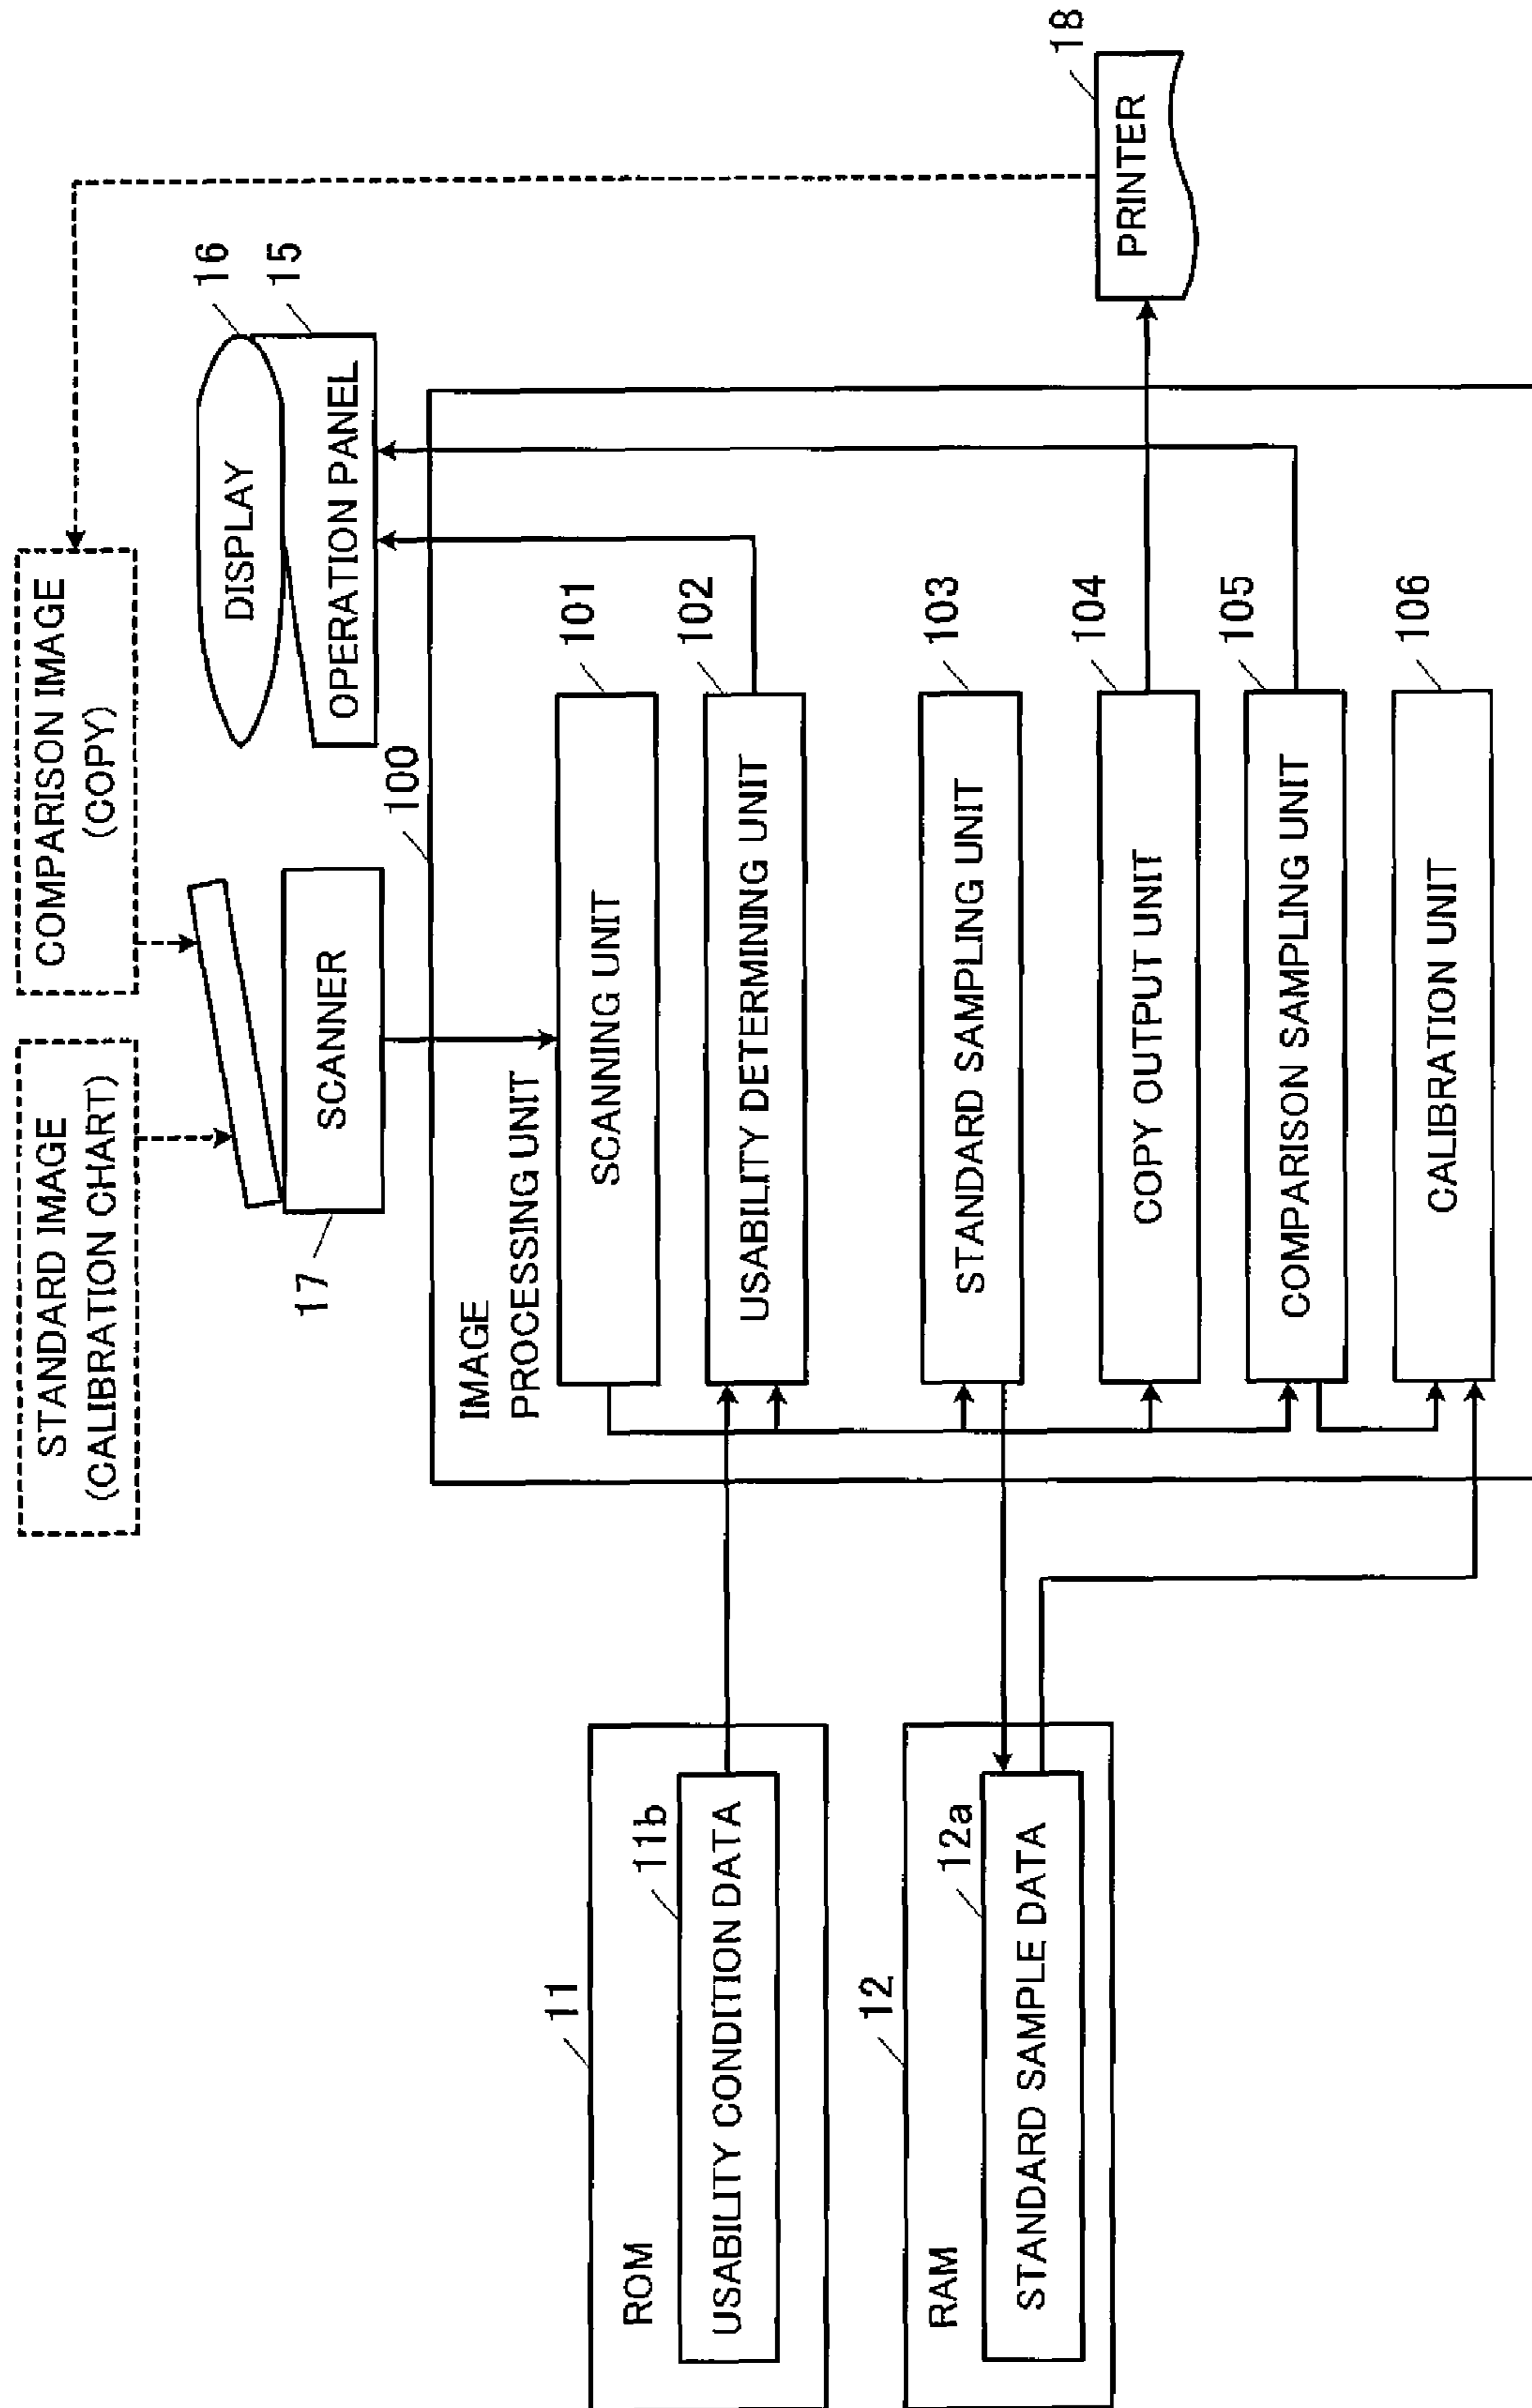 STANDARD IMAGE
(CALIBRATION CHART)
COMPARISON IMAGE
(COPY)
17
SCANNER
DISPLAY
16
OPERATION PANEL
15
100
IMAGE
PROCESSING UNIT
SCANNING UNIT
101
11
ROM
11b
USABILITY CONDITION DATA
USABILITY DETERMINING UNIT
102
12
RAM
12a
STANDARD SAMPLE DATA
STANDARD SAMPLING UNIT
103
COPY OUTPUT UNIT
104
PRINTER
18
COMPARISON SAMPLING UNIT
105
CALIBRATION UNIT
106